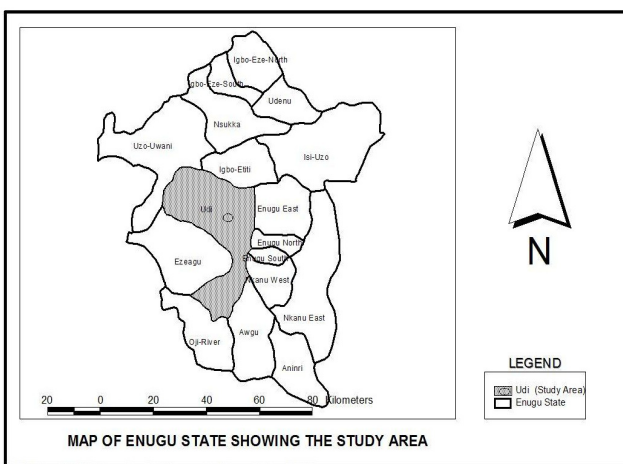 Igbo-Eze-North
Igbo-Eze-South
Udenu
Nsukka
Uzo-Uwani
Isi-Uzo
Igbo-Etiti
Udi
Enugu East
Enugu North
Ezeagu
Enugu South
Nkanu West
Nkanu East
Oji-River
Awgu
Aninri
N
LEGEND
Udi (Study Area)
Enugu State
20 0 20 40 60 80 Kilometers
MAP OF ENUGU STATE SHOWING THE STUDY AREA